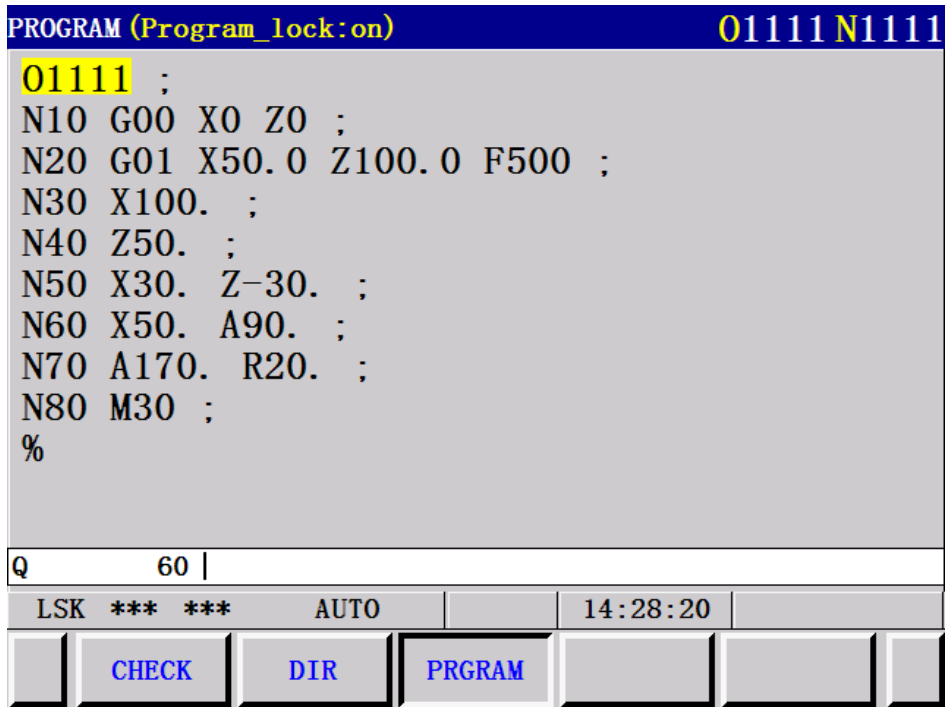 PROGRAM (Program_lock:on) O1111 N1111
O1111 ;
N10 G00 X0 Z0 ;
N20 G01 X50.0 Z100.0 F500 ;
N30 X100. ;
N40 Z50. ;
N50 X30. Z-30. ;
N60 X50. A90. ;
N70 A170. R20. ;
N80 M30 ;
%
Q 60
LSK *** *** AUTO 14:28:20
CHECK DIR PRGRAM